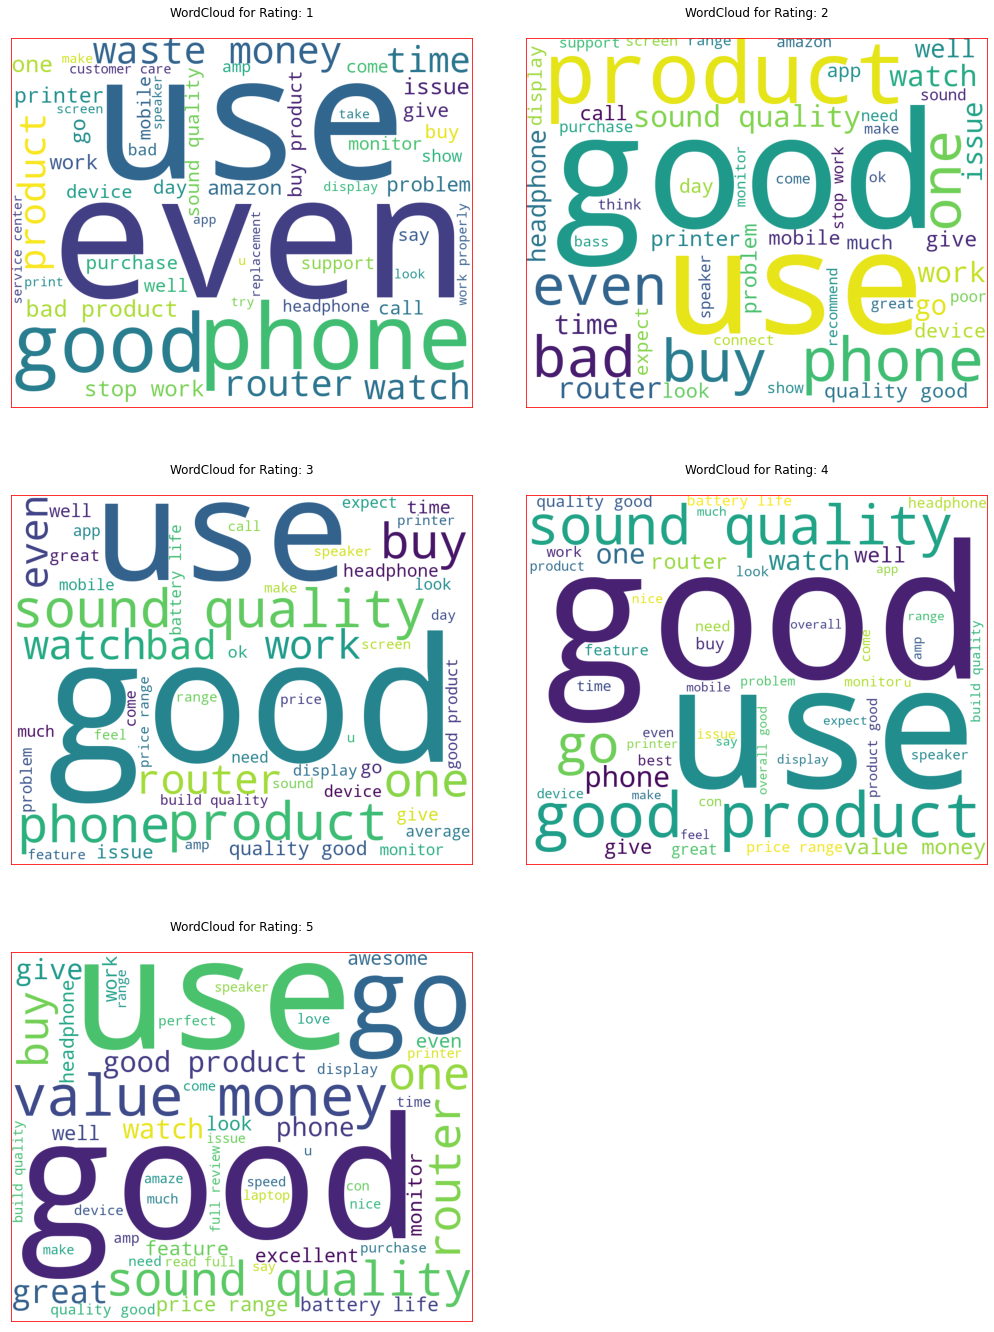 WordCloud for Rating: 1
waste money
make
one
customer care
amp
come
time
use
printer
screen
mobile
speaker
sound quality
buy product
take
issue
give
go
bad
buy
product
work
monitor
show
device
day
amazon
display
problem
even
service center
app
replacement
say
work properly
purchase
u
support
look
print
well
try
bad product
headphone
call
good
phone
stop work
router
watch
WordCloud for Rating: 2
support
screen
range
amazon
well
display
product
app
watch
call
sound quality
need
sound
purchase
make
issue
good
one
headphone
day
monitor
come
stop work
ok
think
bass
printer
mobile
much
give
even
use
speaker
problem
recommend
work
great
go
poor
time
expect
connect
device
bad
buy
phone
router
look
show
quality good
WordCloud for Rating: 3
even
well
use
expect
time
app
call
printer
great
battery life
speaker
buy
mobile
make
headphone
look
sound quality
day
watch
bad
ok
work
screen
good
come
price range
range
price
good product
much
feel
u
problem
need
router
sound
display
go
device
one
build quality
phone
product
give
average
feature
issue
amp
quality good
monitor
WordCloud for Rating: 4
quality good
battery life
headphone
much
sound quality
work
one
router
watch
well
product
look
app
good
nice
need
overall
range
buy
come
amp
build quality
feature
time
mobile
problem
monitor
u
use
go
even
issue
say
expect
product good
printer
overall good
speaker
best
display
phone
device
make
con
good product
feel
give
great
price range
value money
WordCloud for Rating: 5
give
work
range
use
awesome
speaker
go
buy
headphone
perfect
love
even
good product
display
printer
one
value money
come
time
well
watch
look
phone
issue
router
build quality
good
u
full review
monitor
amaze
speed
con
much
laptop
nice
device
amp
make
feature
excellent
purchase
need
read full
say
great
sound quality
quality good
price range
battery life